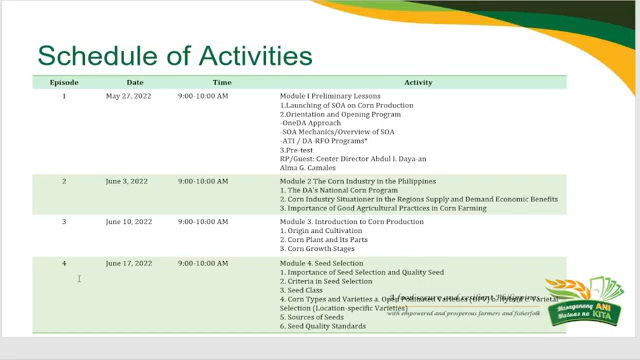 Schedule of Activities
Episode Date Time Activity
1 May 27, 2022 9:00-10:00 AM Module I Preliminary Lessons
1.Launching of SOA on Corn Production
2.Orientation and Opening Program
-OneDA Approach
-SOA Mechanics/Overview of SOA
-ATI / DA-RFO Programs*
3.Pre-test
RP/Guest: Center Director Abdul I. Daya-an
Alma G. Camales
2 June 3, 2022 9:00-10:00 AM Module 2 The Corn Industry in the Philippines
1. The DA's National Corn Program
2. Corn Industry Situationer in the Regions Supply and Demand Economic Benefits
3. Importance of Good Agricultural Practices in Corn Farming
3 June 10, 2022 9:00-10:00 AM Module 3. Introduction to Corn Production
1. Origin and Cultivation
2. Corn Plant and Its Parts
3. Corn Growth Stages
4 June 17, 2022 9:00-10:00 AM Module 4. Seed Selection
1. Importance of Seed Selection and Quality Seed
2. Criteria in Seed Selection
3. Seed Class
4. Corn Types and Varieties a. Open Pollinated Varieties (OPV) b. Hybrid c. Varietal
Selection (Location-specific Varieties)
5. Sources of Seeds
6. Seed Quality Standards
A food-secure and resilient Philippines
with empowered and prosperous farmers and fisherfolk
Masaganang ANI
Mataas na KITA